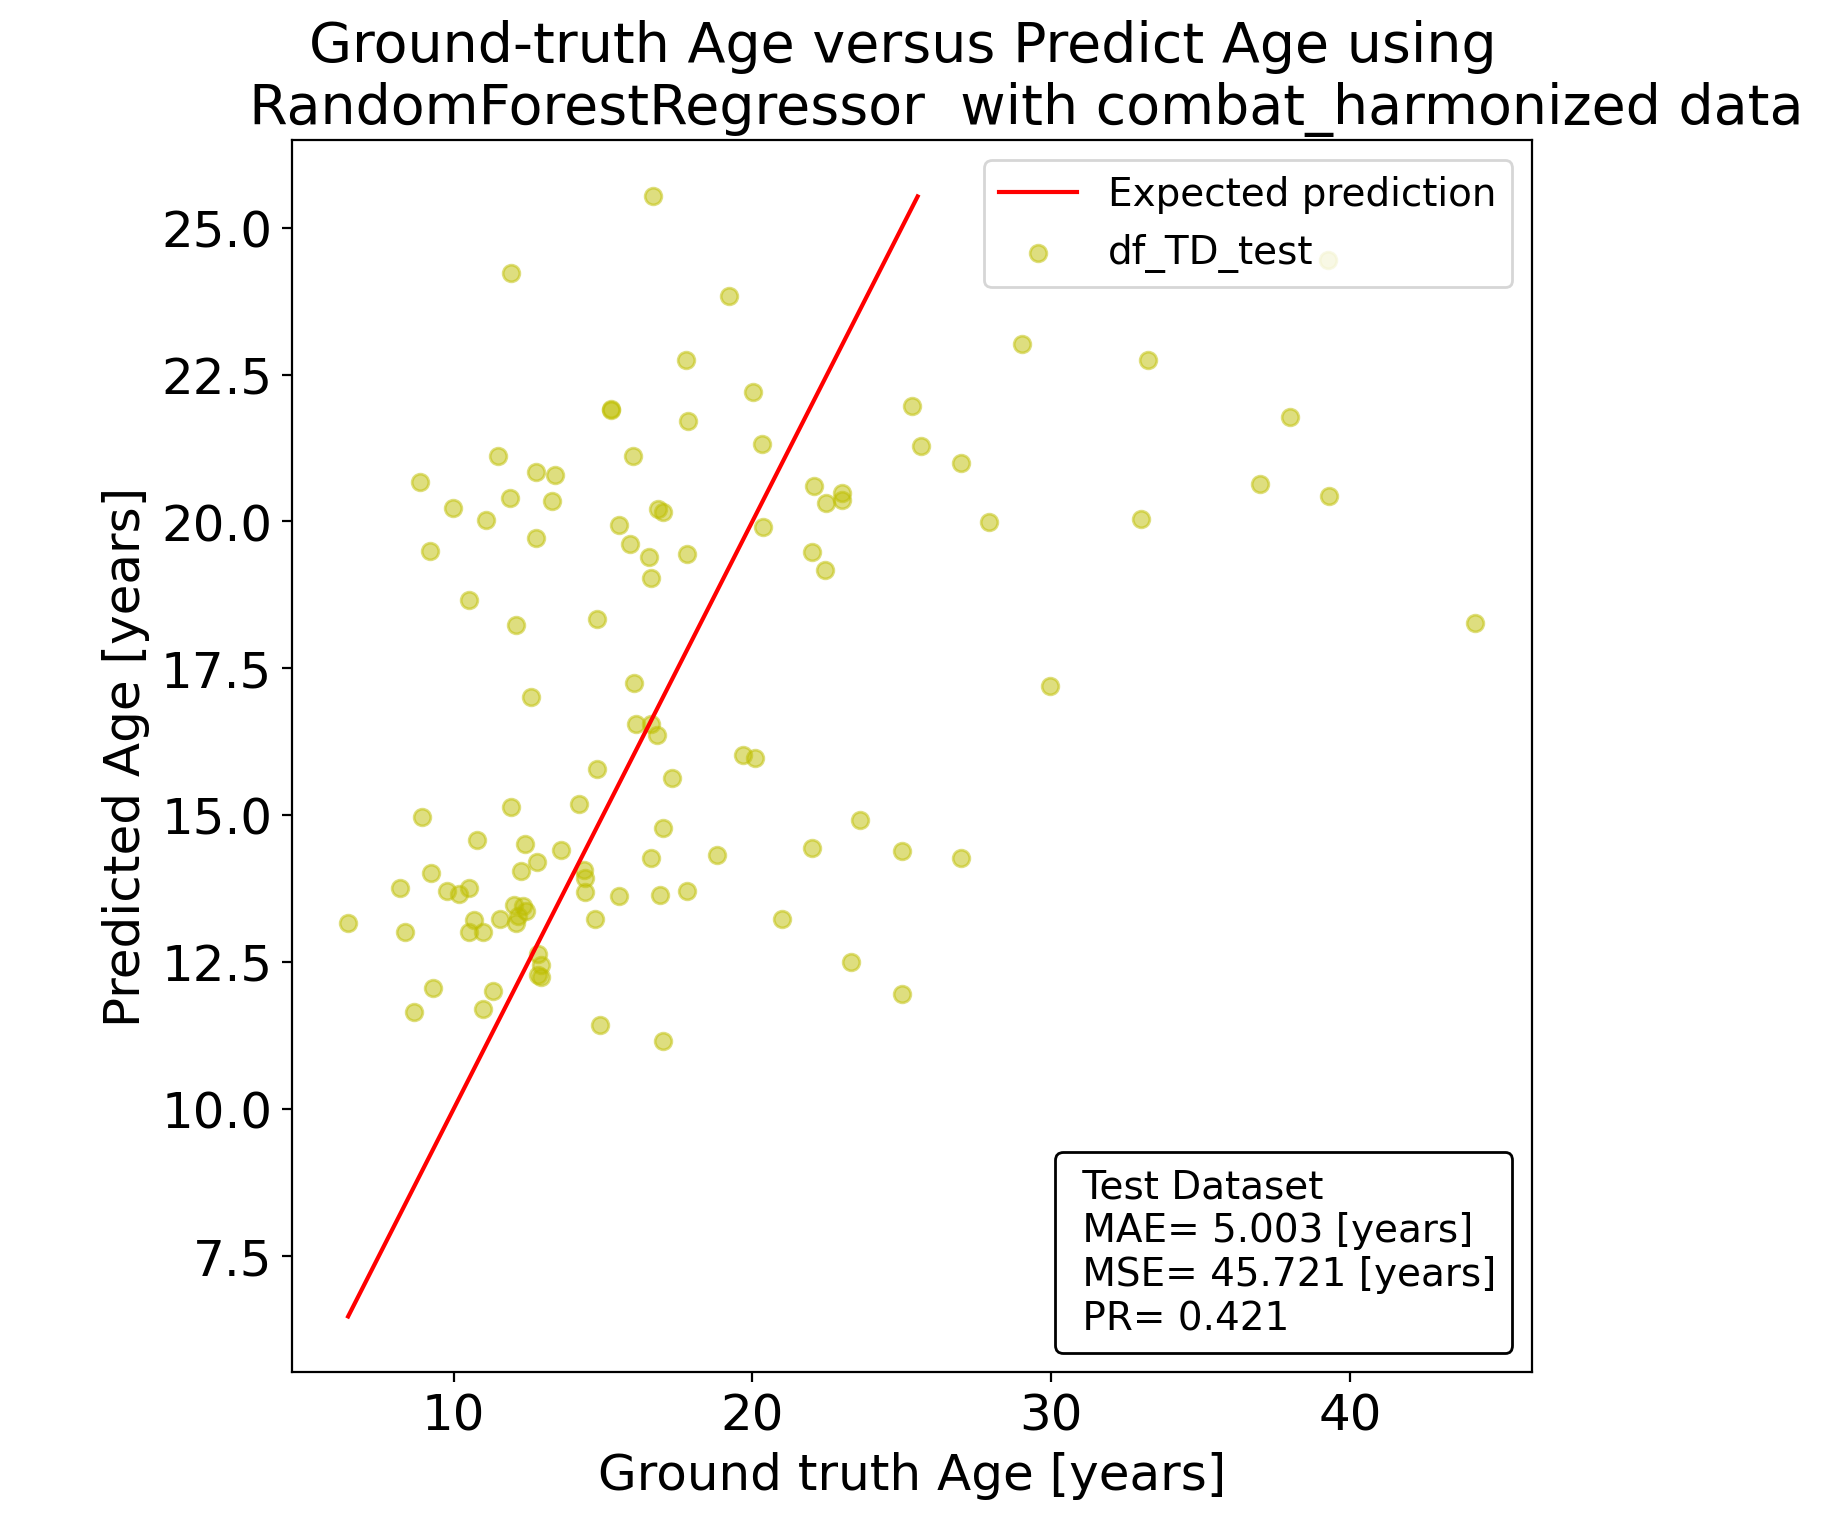 Ground-truth Age versus Predict Age using
RandomForestRegressor  with combat_harmonized data
Expected prediction
df_TD_test
25.0
22.5
20.0
17.5
15.0
12.5
10.0
7.5
Predicted Age [years]
Test Dataset
MAE= 5.003 [years]
MSE= 45.721 [years]
PR= 0.421
10
20
30
40
Ground truth Age [years]